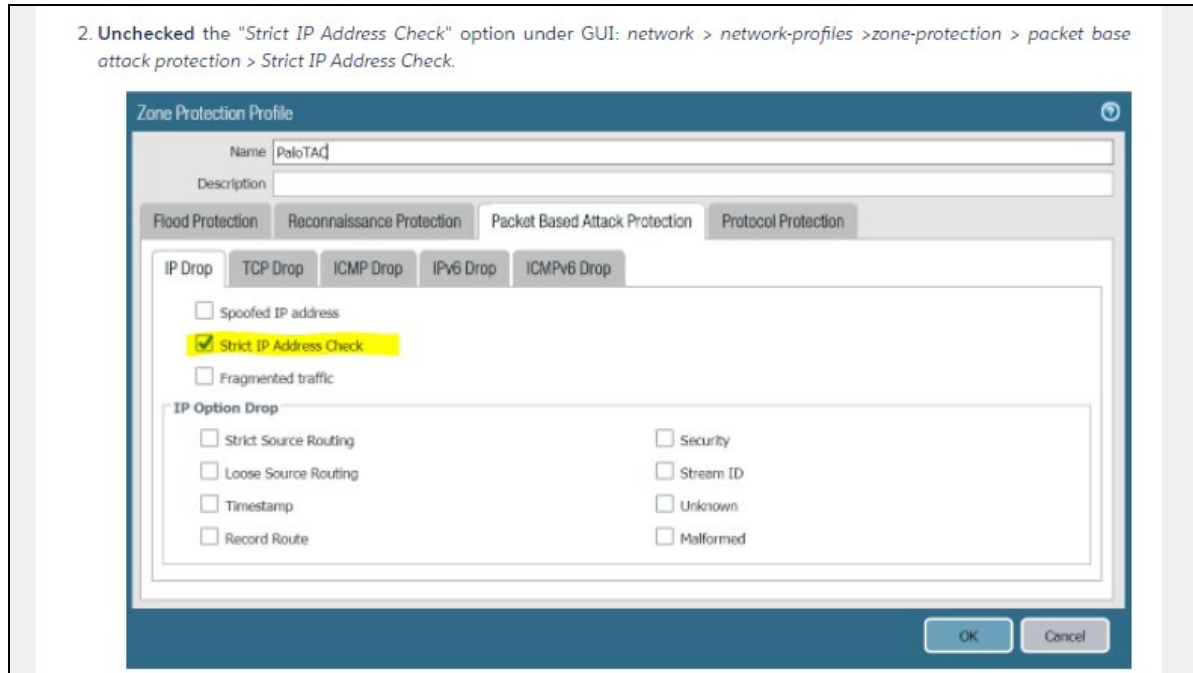 2. Unchecked the "Strict IP Address Check" option under GUI: network > network-profiles >zone-protection > packet base
attack protection > Strict IP Address Check.
Zone Protection Profile
Name PaloTAC
Description
Flood Protection Reconnaissance Protection Packet Based Attack Protection Protocol Protection
IP Drop TCP Drop ICMP Drop IPv6 Drop ICMPv6 Drop
Spoofed IP address
Strict IP Address Check
Fragmented traffic
IP Option Drop
Strict Source Routing Security
Loose Source Routing Stream ID
Timestamp Unknown
Record Route Malformed
OK Cancel